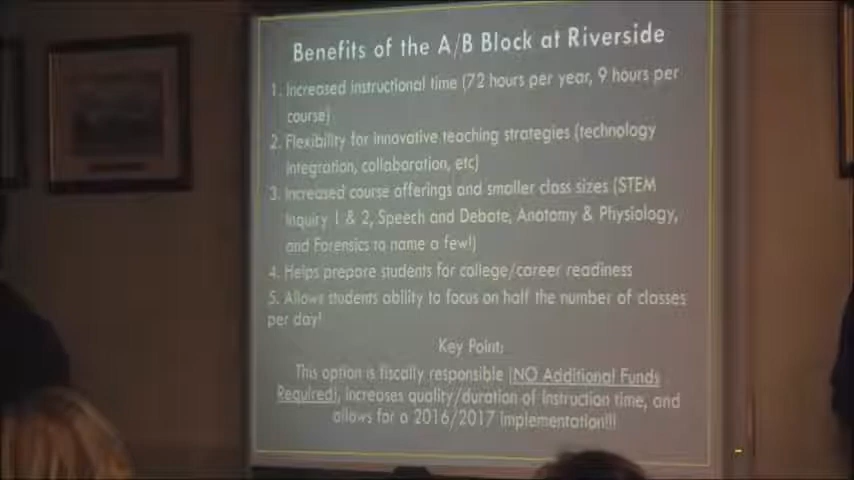 Benefits of the A/B Block at Riverside
1. Increased instructional time (72 hours per year, 9 hours per
course)
2. Flexibility for innovative teaching strategies (technology
integration, collaboration, etc)
3. Increased course offerings and smaller class sizes (STEM
Inquiry 1 & 2, Speech and Debate, Anatomy & Physiology,
and Forensics to name a few!)
4. Helps prepare students for college/career readiness
5. Allows students ability to focus on half the number of classes
per day!
Key Point:
This option is fiscally responsible (NO Additional Funds
Required), increases quality/duration of instruction time, and
allows for a 2016/2017 implementation!!!